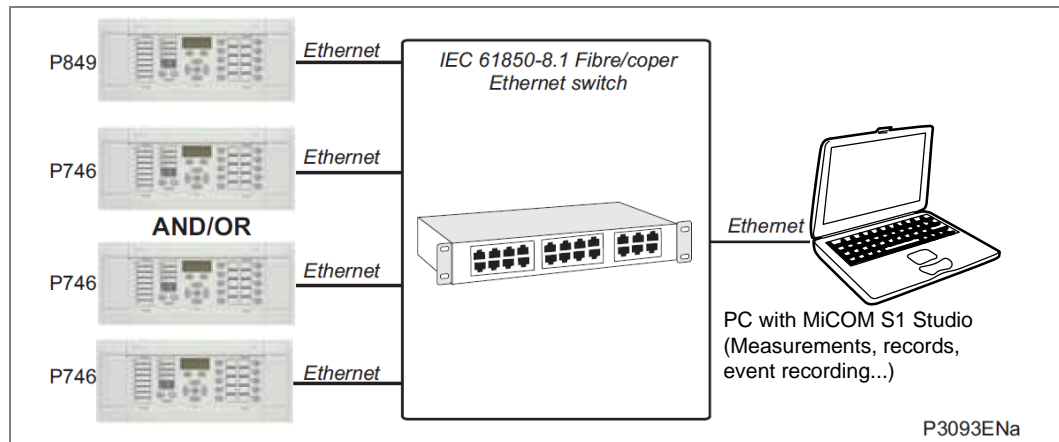 P849
Ethernet
P746
Ethernet
AND/OR
P746
Ethernet
P746
Ethernet
IEC 61850-8.1 Fibre/coper
Ethernet switch
Ethernet
PC with MiCOM S1 Studio
(Measurements, records,
event recording...)
P3093ENa